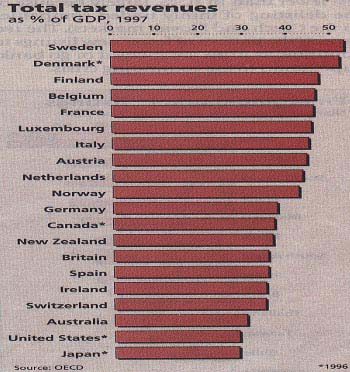 Total tax revenues
as % of GDP, 1997
0 10 20 30 40 50
Sweden
Denmark*
Finland
Belgium
France
Luxembourg
Italy
Austria
Netherlands
Norway
Germany
Canada*
New Zealand
Britain
Spain
Ireland
Switzerland
Australia
United States*
Japan*
Source: OECD *1996